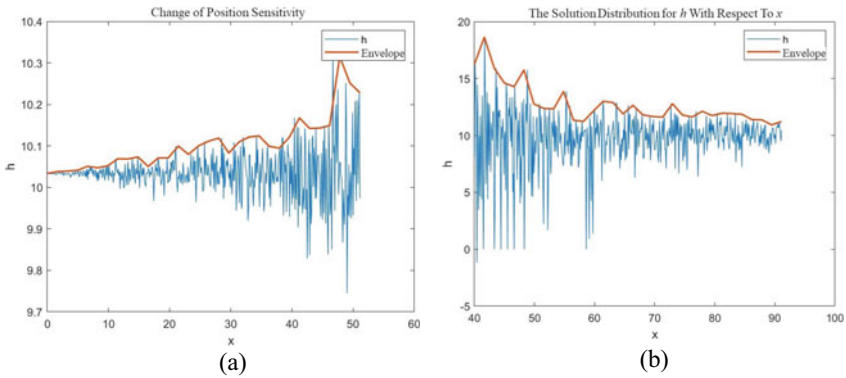 Change of Position Sensitivity
10.4
10.3
10.2
10.1
10
9.9
9.8
9.7
h
0
10
20
30
40
50
60
x
h
Envelope
(a)
The Solution Distribution for h With Respect To x
20
15
10
5
0
-5
h
40
50
60
70
80
90
100
x
h
Envelope
(b)